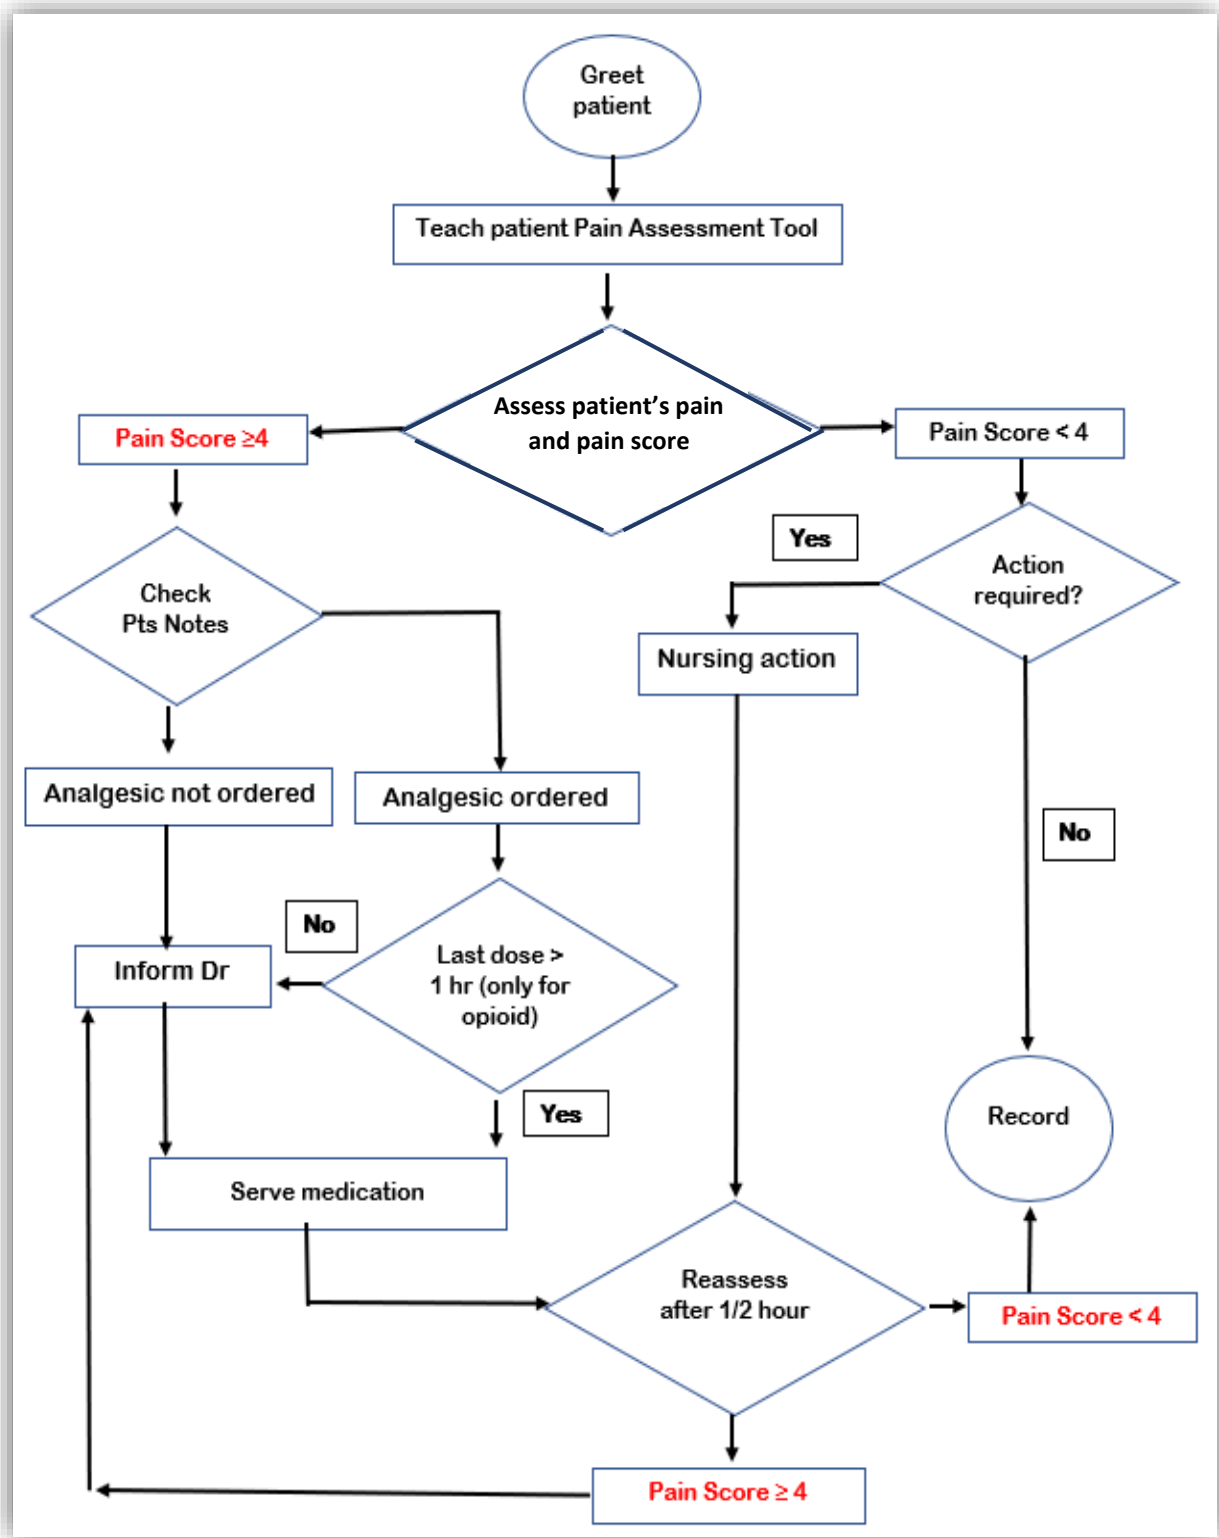 Greet
patient
Teach patient Pain Assessment Tool
Assess patient’s pain
and pain score
Pain Score ≥4
Pain Score < 4
Yes
Action
required?
Check
Pts Notes
Nursing action
Analgesic not ordered
Analgesic ordered
No
No
Last dose >
1 hr (only for
opioid)
Inform Dr
Yes
Record
Serve medication
Reassess
after 1/2 hour
Pain Score < 4
Pain Score ≥ 4